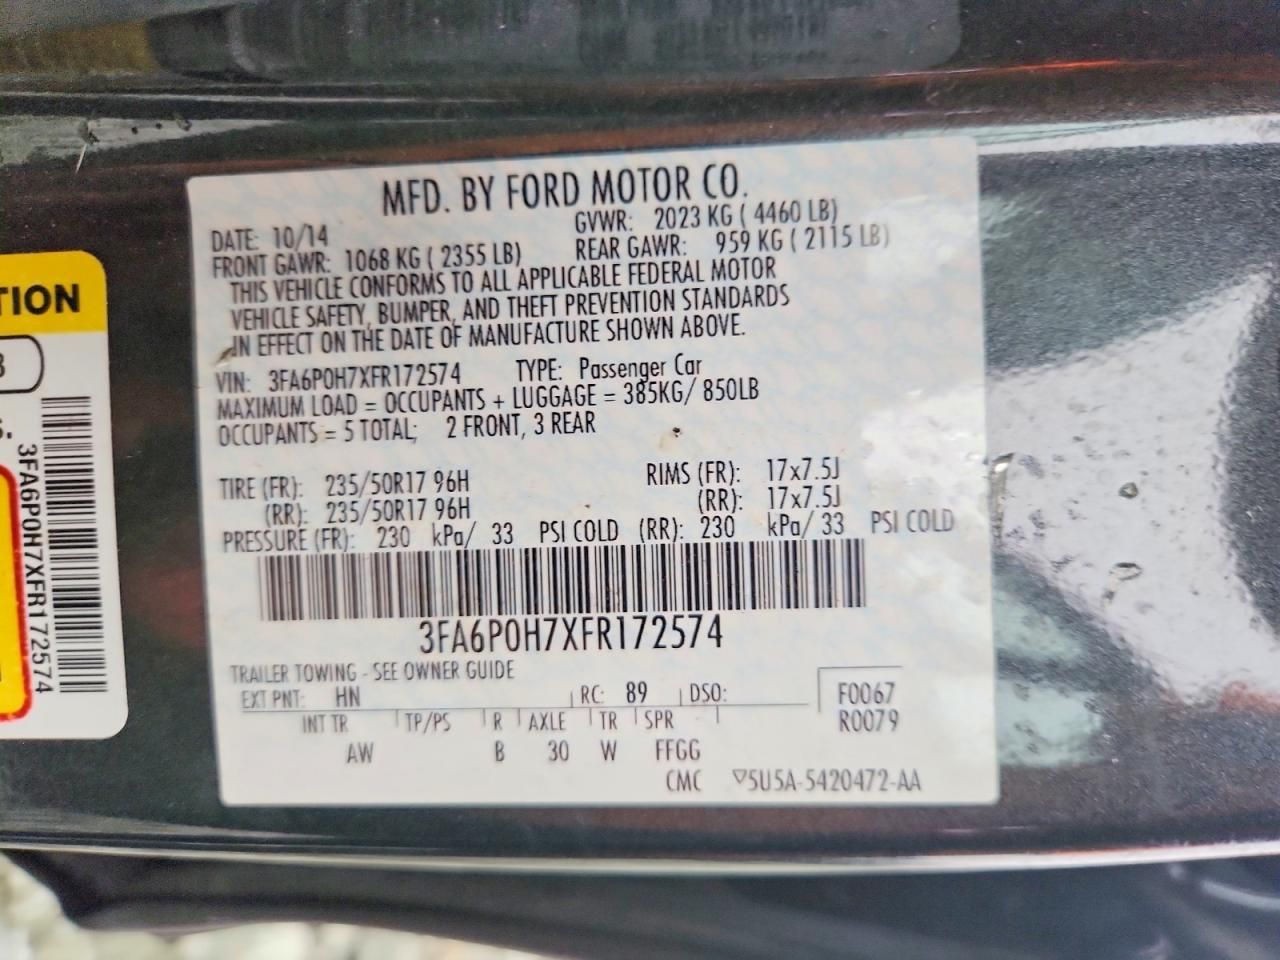 MFD. BY FORD MOTOR CO.
DATE: 10/14 GVWR: 2023 KG ( 4460 LB)
FRONT GAWR: 1068 KG ( 2355 LB) REAR GAWR: 959 KG ( 2115 LB)
THIS VEHICLE CONFORMS TO ALL APPLICABLE FEDERAL MOTOR
VEHICLE SAFETY, BUMPER, AND THEFT PREVENTION STANDARDS
IN EFFECT ON THE DATE OF MANUFACTURE SHOWN ABOVE.
VIN: 3FA6P0H7XFR172574 TYPE: Passenger Car
MAXIMUM LOAD = OCCUPANTS + LUGGAGE = 385KG/ 850LB
OCCUPANTS = 5 TOTAL; 2 FRONT, 3 REAR
TIRE (FR): 235/50R17 96H RIMS (FR): 17x7.5J
(RR): 235/50R17 96H (RR): 17x7.5J
PRESSURE (FR): 230 kPa/ 33 PSI COLD (RR): 230 kPa/ 33 PSI COLD
3FA6P0H7XFR172574
TRAILER TOWING - SEE OWNER GUIDE
EXT PNT: HN RC: 89 DSO: F0067
INT TR TP/PS R AXLE TR SPR R0079
AW B 30 W FFGG
CMC ▽5U5A-5420472-AA
TION
3FA6P0H7XFR172574